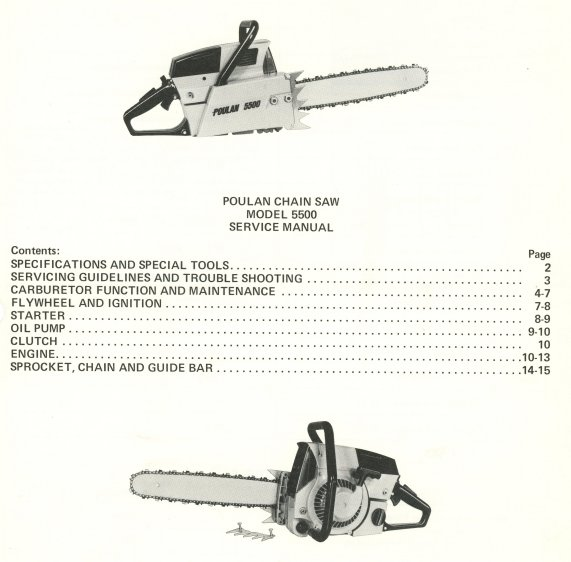 POULAN 5500
POULAN CHAIN SAW
MODEL 5500
SERVICE MANUAL
Contents: Page
SPECIFICATIONS AND SPECIAL TOOLS. . . . . . . . . . . . . . . . . . . . . . . . . . . . . . . . . . . . . . . 2
SERVICING GUIDELINES AND TROUBLE SHOOTING . . . . . . . . . . . . . . . . . . . . . . . . . . . . . 3
CARBURETOR FUNCTION AND MAINTENANCE . . . . . . . . . . . . . . . . . . . . . . . . . . . . . . . . 4-7
FLYWHEEL AND IGNITION . . . . . . . . . . . . . . . . . . . . . . . . . . . . . . . . . . . . . . . . . . . . . . . 7-8
STARTER . . . . . . . . . . . . . . . . . . . . . . . . . . . . . . . . . . . . . . . . . . . . . . . . . . . . . . . . . . . . 8-9
OIL PUMP . . . . . . . . . . . . . . . . . . . . . . . . . . . . . . . . . . . . . . . . . . . . . . . . . . . . . . . . . . . . 9-10
CLUTCH . . . . . . . . . . . . . . . . . . . . . . . . . . . . . . . . . . . . . . . . . . . . . . . . . . . . . . . . . . . . . 10
ENGINE. . . . . . . . . . . . . . . . . . . . . . . . . . . . . . . . . . . . . . . . . . . . . . . . . . . . . . . . . . . . . .10-13
SPROCKET, CHAIN AND GUIDE BAR . . . . . . . . . . . . . . . . . . . . . . . . . . . . . . . . . . . . . . . .14-15